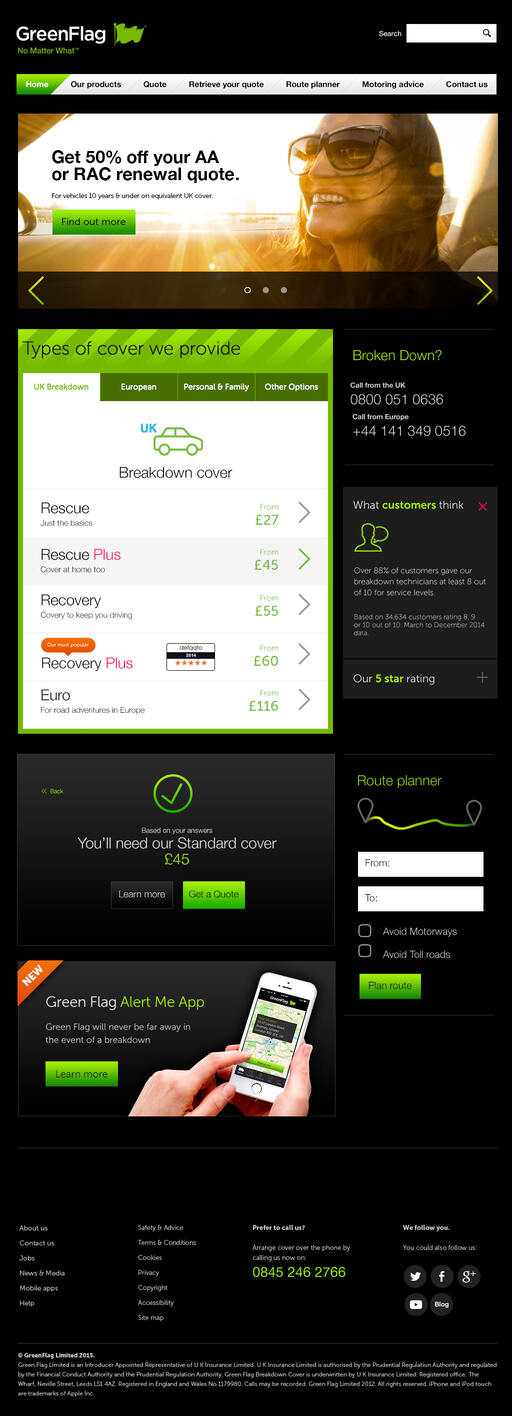 GreenFlag
No Matter What™
Search
Home
Our products
Quote
Retrieve your quote
Route planner
Motoring advice
Contact us
Get 50% off your AA
or RAC renewal quote.
For vehicles 10 years & under on equivalent UK cover.
Find out more
Types of cover we provide
UK Breakdown
European
Personal & Family
Other Options
UK
Breakdown cover
Rescue
Just the basics
From
£27
Rescue Plus
Cover at home too
From
£45
Recovery
Covery to keep you driving
From
£55
Our most popular
Recovery Plus
defaqto
2014
From
£60
Euro
For road adventures in Europe
From
£116
Broken Down?
Call from the UK
0800 051 0636
Call from Europe
+44 141 349 0516
What customers think
Over 88% of customers gave our
breakdown technicians at least 8 out
of 10 for service levels.
Based on 34,634 customers rating 8, 9
or 10 out of 10. March to December 2014
data.
Our 5 star rating
Back
Based on your answers
You'll need our Standard cover
£45
Learn more
Get a Quote
Route planner
From:
To:
Avoid Motorways
Avoid Toll roads
Plan route
NEW
Green Flag Alert Me App
Green Flag will never be far away in
the event of a breakdown
Learn more
GreenFlag
About us
Contact us
Jobs
News & Media
Mobile apps
Help
Safety & Advice
Terms & Conditions
Cookies
Privacy
Copyright
Accessibility
Site map
Prefer to call us?
Arrange cover over the phone by
calling us now on:
0845 246 2766
We follow you.
You could also follow us:
Blog
© GreenFlag Limited 2015.
Green Flag Limited is an Introducer Appointed Representative of U K Insurance Limited. U K Insurance Limited is authorised by the Prudential Regulation Authority and regulated
by the Financial Conduct Authority and the Prudential Regulation Authority. Green Flag Breakdown Cover is underwritten by U K Insurance Limited. Registered office: The
Wharf, Neville Street, Leeds LS1 4AZ. Registered in England and Wales No.1179980. Calls may be recorded. Green Flag Limited 2012. All rights reserved. iPhone and iPod touch
are trademarks of Apple Inc.